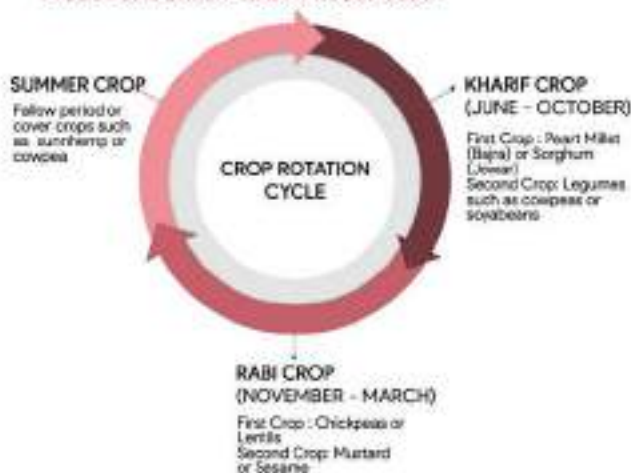 SUMMER CROP
Fallow period or
cover crops such
as sunnhemp or
cowpea
CROP ROTATION
CYCLE
KHARIF CROP
(JUNE - OCTOBER)
First Crop : Pearl Millet
(Bajra) or Sorghum
(Jowar)
Second Crop: Legumes
such as cowpeas or
soyabeans
RABI CROP
(NOVEMBER - MARCH)
First Crop : Chickpeas or
Lentils
Second Crop: Mustard
or Sesame